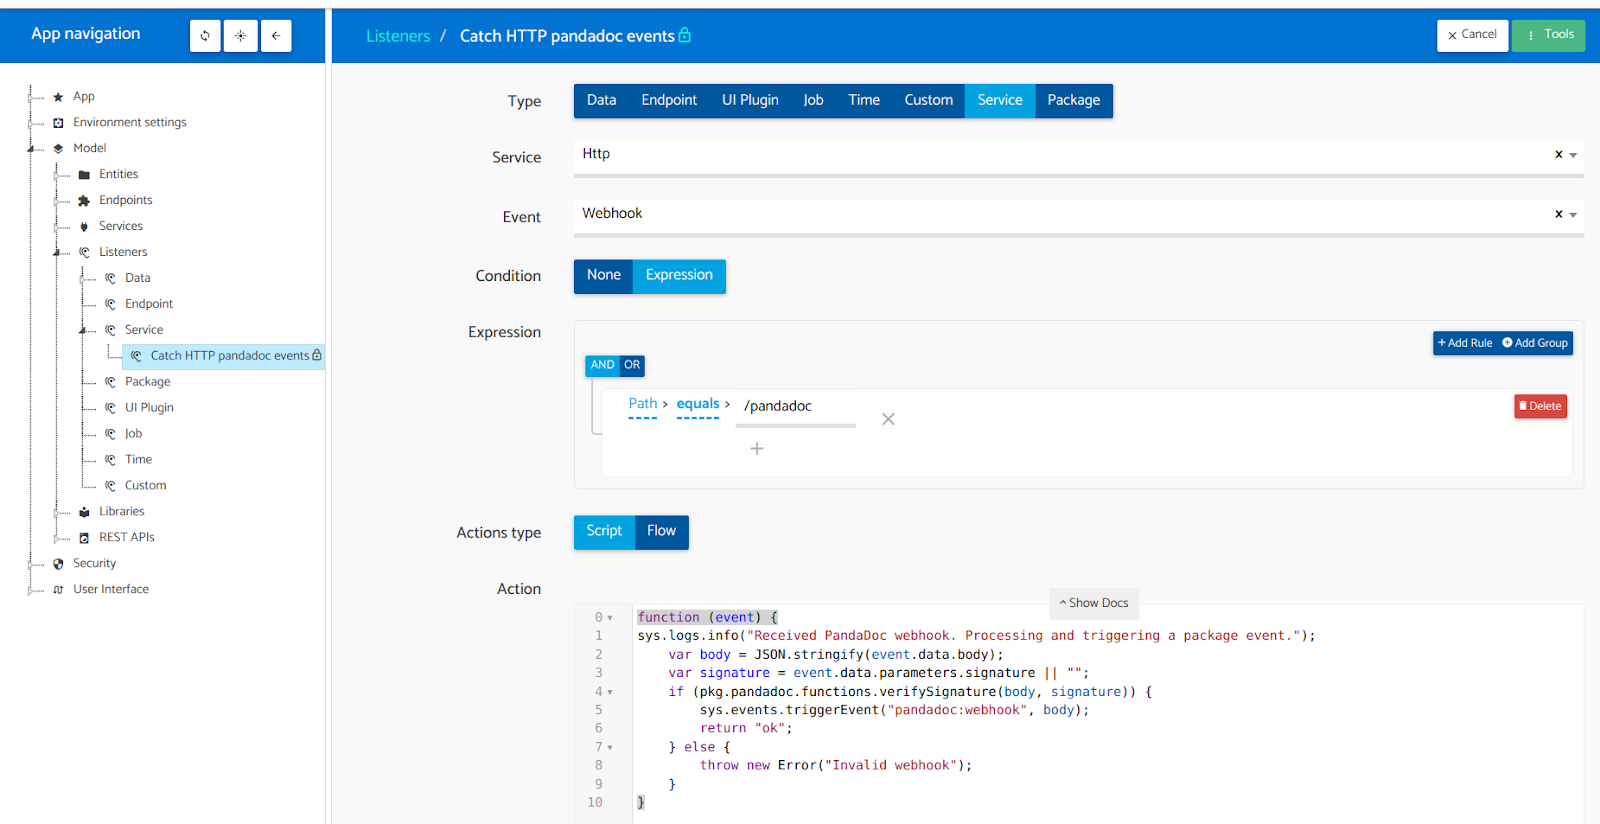 App navigation
Listeners / Catch HTTP pandadoc events
Cancel
Tools
App
Environment settings
Model
Entities
Endpoints
Services
Listeners
Data
Endpoint
Service
Catch HTTP pandadoc events
Package
UI Plugin
Job
Time
Custom
Libraries
REST APIs
Security
User Interface
Type
Data Endpoint UI Plugin Job Time Custom Service Package
Service
Http
Event
Webhook
Condition
None Expression
Expression
+ Add Rule Add Group
AND OR
Path > equals > /pandadoc
Delete
Actions type
Script Flow
Action
Show Docs
0 function (event) {
1 sys.logs.info("Received PandaDoc webhook. Processing and triggering a package event.");
2 var body = JSON.stringify(event.data.body);
3 var signature = event.data.parameters.signature || "";
4 if (pkg.pandadoc.functions.verifySignature(body, signature)) {
5 sys.events.triggerEvent("pandadoc:webhook", body);
6 return "ok";
7 } else {
8 throw new Error("Invalid webhook");
9 }
10 }